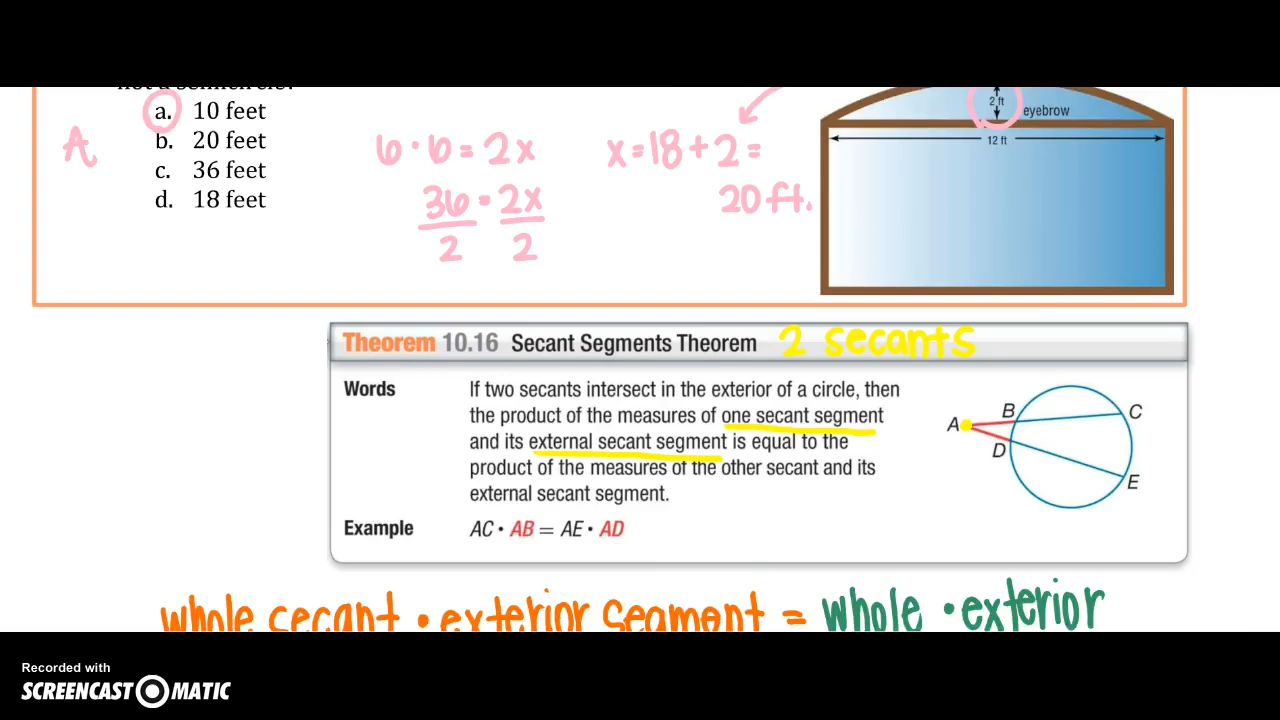 not a semicircle?
a. 10 feet
b. 20 feet
c. 36 feet
d. 18 feet
A
6 · 6 = 2x
36 = 2x
2 2
x = 18 + 2 =
20 ft.
2 ft
eyebrow
12 ft
Theorem 10.16 Secant Segments Theorem 2 secants
Words
If two secants intersect in the exterior of a circle, then
the product of the measures of one secant segment
and its external secant segment is equal to the
product of the measures of the other secant and its
external secant segment.
Example
AC · AB = AE · AD
A
B
C
D
E
whole secant · exterior segment = whole · exterior
Recorded with
SCREENCAST MATIC